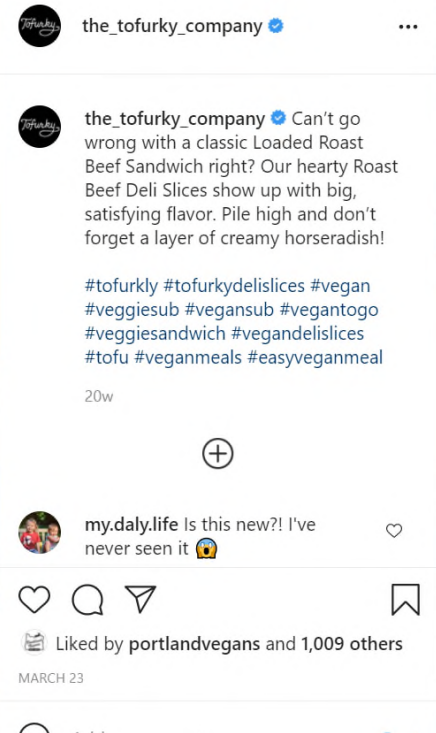 Tofurky
the_tofurky_company
Tofurky
the_tofurky_company Can't go
wrong with a classic Loaded Roast
Beef Sandwich right? Our hearty Roast
Beef Deli Slices show up with big,
satisfying flavor. Pile high and don't
forget a layer of creamy horseradish!
#tofurkly #tofurkydelislices #vegan
#veggiesub #vegansub #vegantogo
#veggiesandwich #vegandelislices
#tofu #veganmeals #easyveganmeal
20w
my.daly.life Is this new?! I've
never seen it 😱
Liked by portlandvegans and 1,009 others
MARCH 23